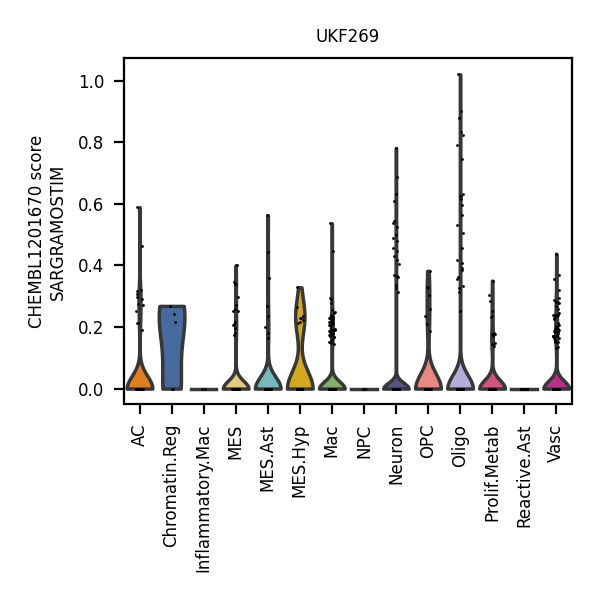 UKF269
CHEMBL1201670 score
SARGRAMOSTIM
1.0
0.8
0.6
0.4
0.2
0.0
AC
Chromatin.Reg
Inflammatory.Mac
MES
MES.Ast
MES.Hyp
Mac
NPC
Neuron
OPC
Oligo
Prolif.Metab
Reactive.Ast
Vasc